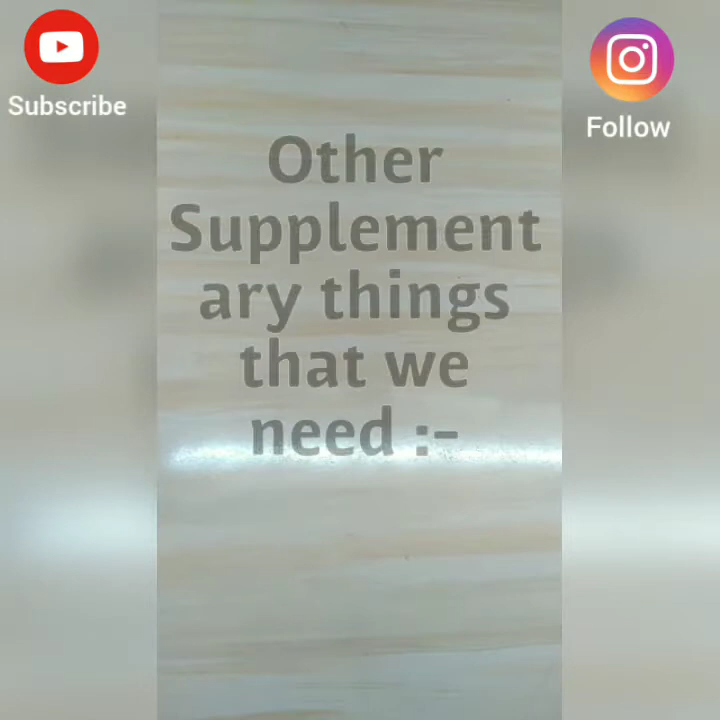 Subscribe
Follow
Other
Supplement
ary things
that we
need :-